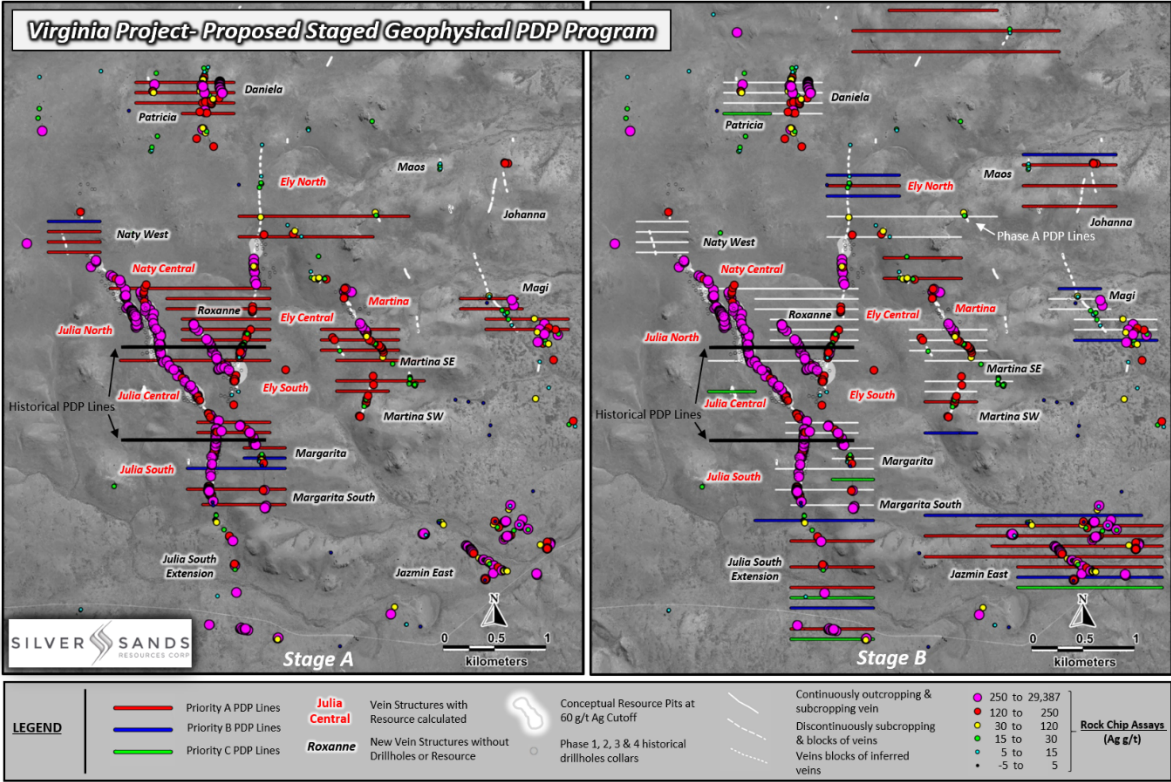 Virginia Project- Proposed Staged Geophysical PDP Program
Daniela
Patricia
Ely North
Maos
Johanna
Naty West
Naty Central
Magi
Martina
Roxanne
Ely Central
Julia North
Martina SE
Ely South
Julia Central
Historical PDP Lines
Martina SW
Margarita
Julia South
Margarita South
Julia South
Extension
Jazmin East
N
0 0.5 1
kilometers
SILVER SANDS
RESOURCES CORP
Stage A
Daniela
Patricia
Maos
Ely North
Johanna
Phase A PDP Lines
Naty West
Naty Central
Magi
Martina
Roxanne
Ely Central
Julia North
Martina SE
Ely South
Julia Central
Historical PDP Lines
Martina SW
Margarita
Julia South
Margarita South
Julia South
Extension
Jazmin East
N
0 0.5 1
kilometers
Stage B
LEGEND
Priority A PDP Lines
Priority B PDP Lines
Priority C PDP Lines
Julia
Central
Vein Structures with
Resource calculated
Roxanne
New Vein Structures without
Drillholes or Resource
Conceptual Resource Pits at
60 g/t Ag Cutoff
Phase 1, 2, 3 & 4 historical
drillholes collars
Continuously outcropping &
subcropping vein
Discontinuously subcropping
& blocks of veins
Veins blocks of inferred
veins
250 to 29,387
120 to 250
30 to 120
15 to 30
5 to 15
-5 to 5
Rock Chip Assays
(Ag g/t)